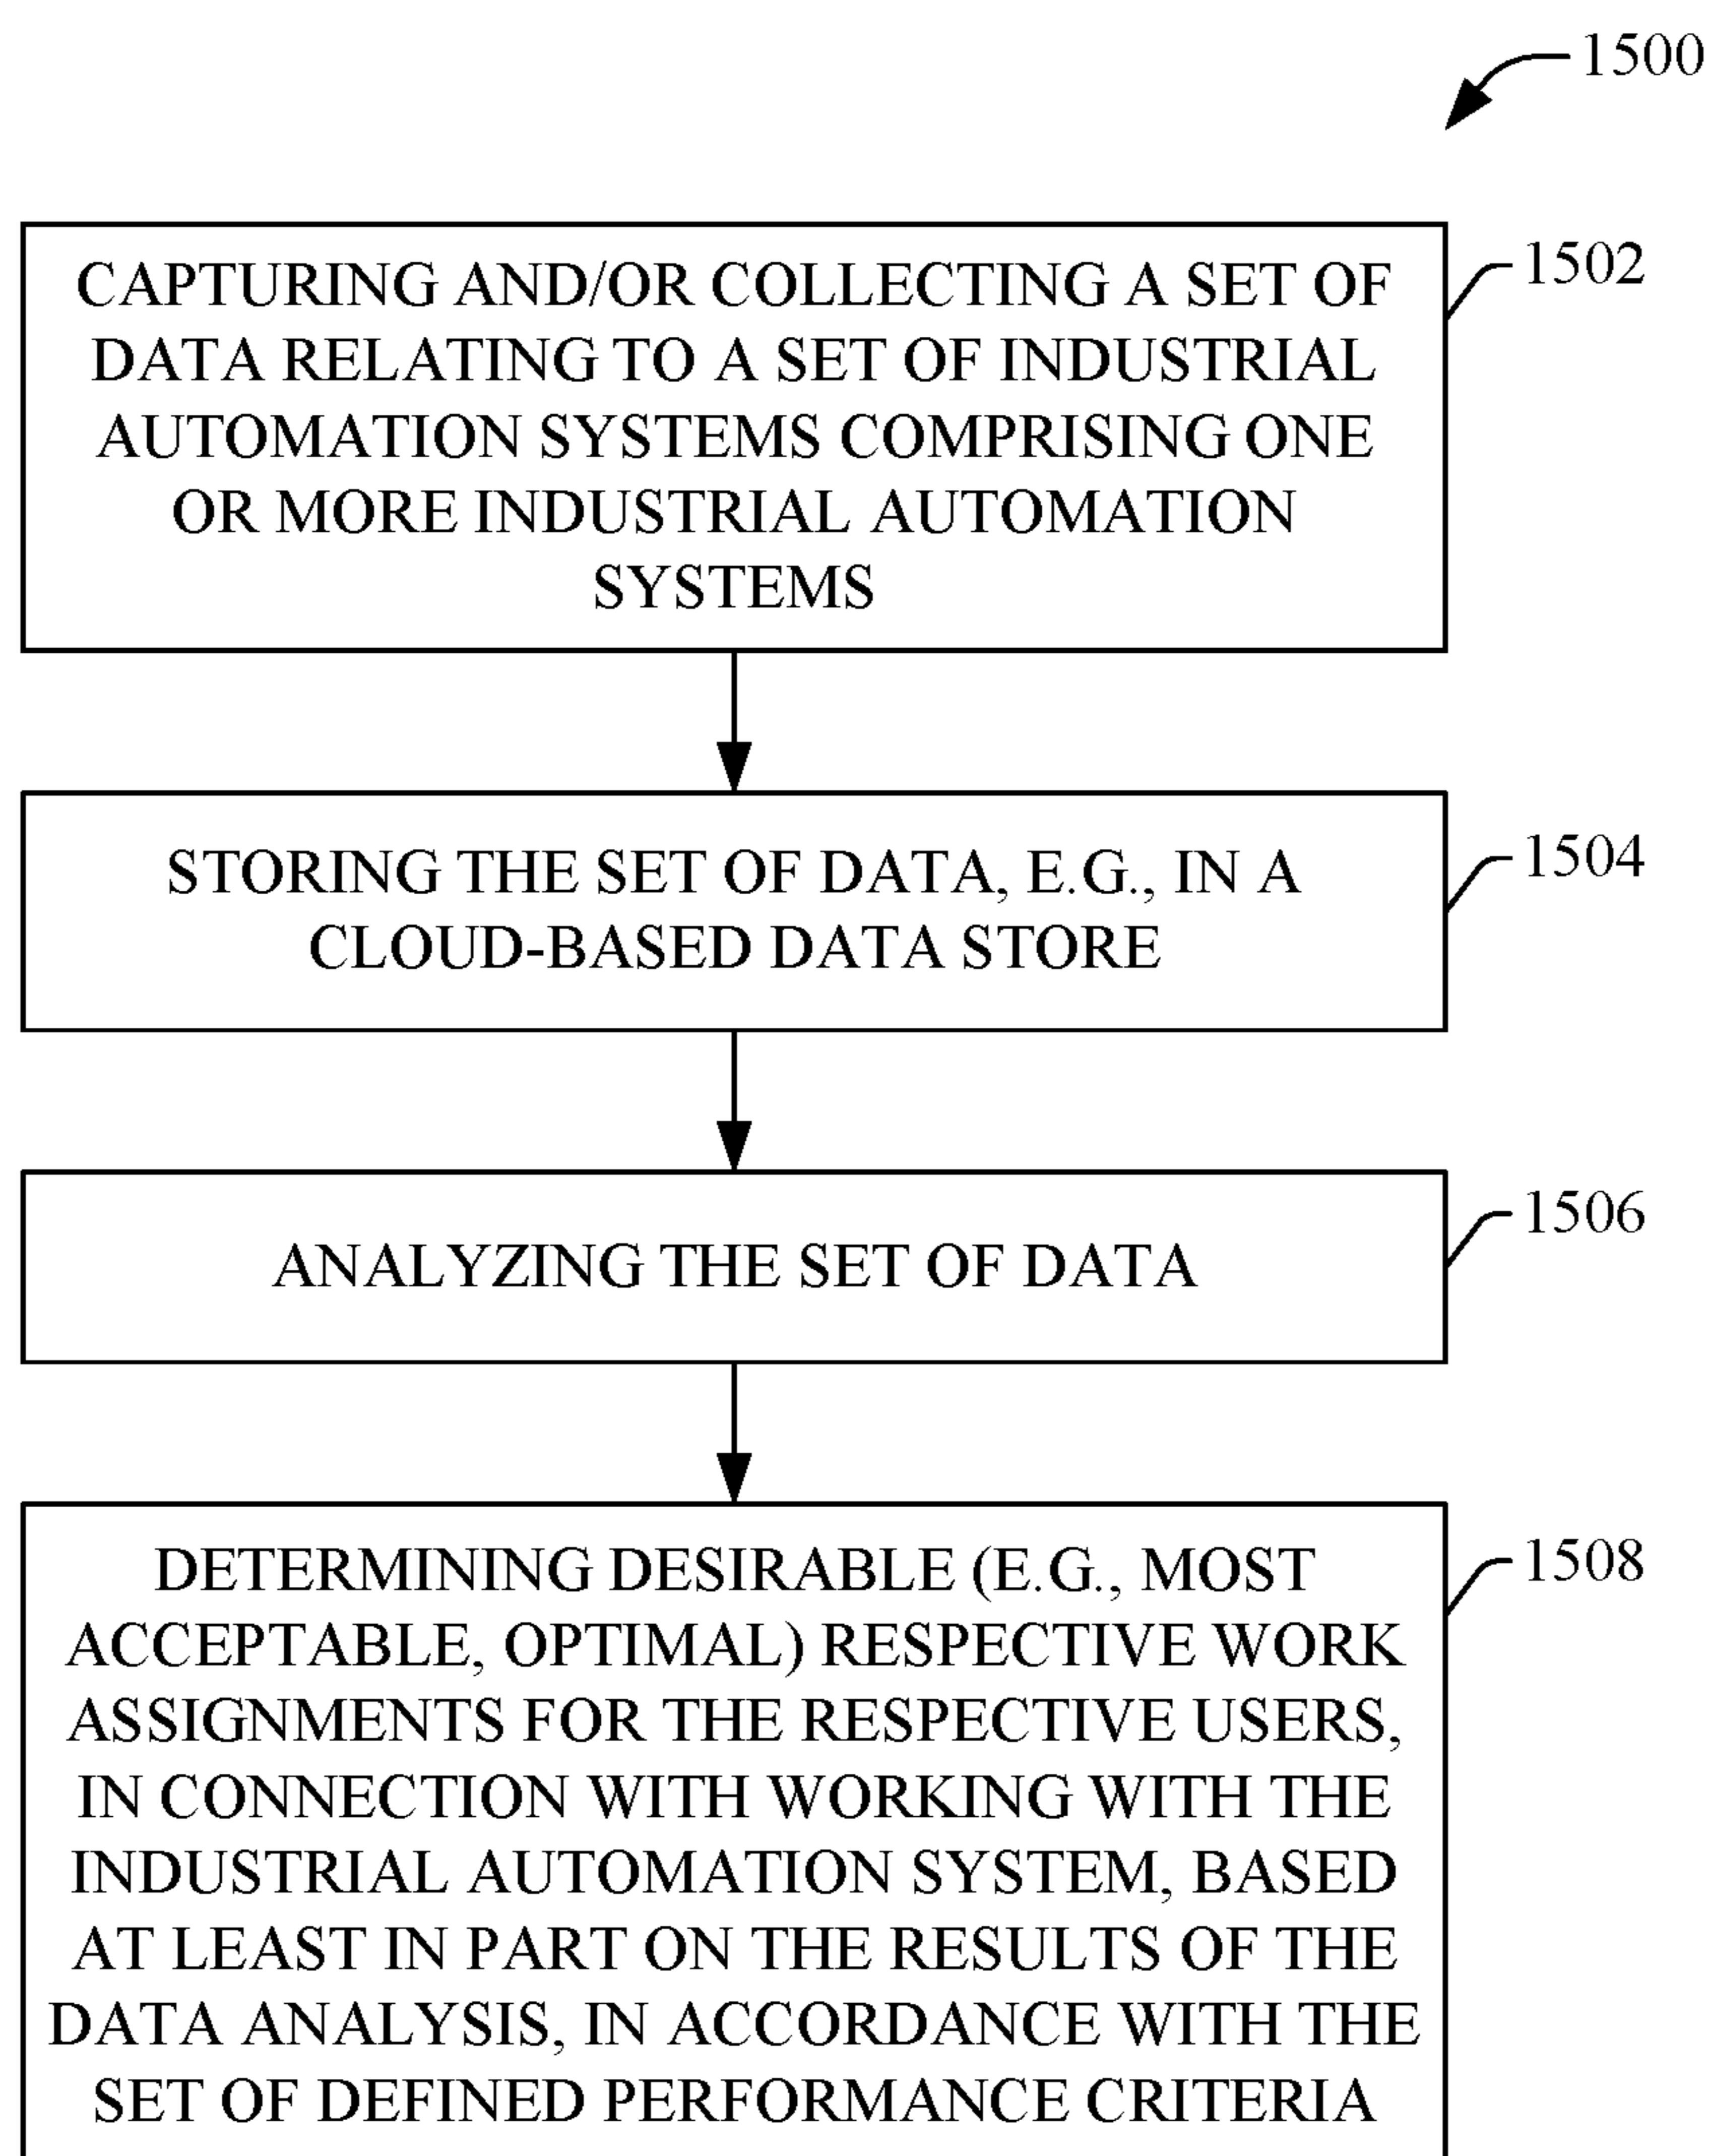 1500
CAPTURING AND/OR COLLECTING A SET OF
DATA RELATING TO A SET OF INDUSTRIAL
AUTOMATION SYSTEMS COMPRISING ONE
OR MORE INDUSTRIAL AUTOMATION
SYSTEMS
1502
STORING THE SET OF DATA, E.G., IN A
CLOUD-BASED DATA STORE
1504
ANALYZING THE SET OF DATA
1506
DETERMINING DESIRABLE (E.G., MOST
ACCEPTABLE, OPTIMAL) RESPECTIVE WORK
ASSIGNMENTS FOR THE RESPECTIVE USERS,
IN CONNECTION WITH WORKING WITH THE
INDUSTRIAL AUTOMATION SYSTEM, BASED
AT LEAST IN PART ON THE RESULTS OF THE
DATA ANALYSIS, IN ACCORDANCE WITH THE
SET OF DEFINED PERFORMANCE CRITERIA
1508